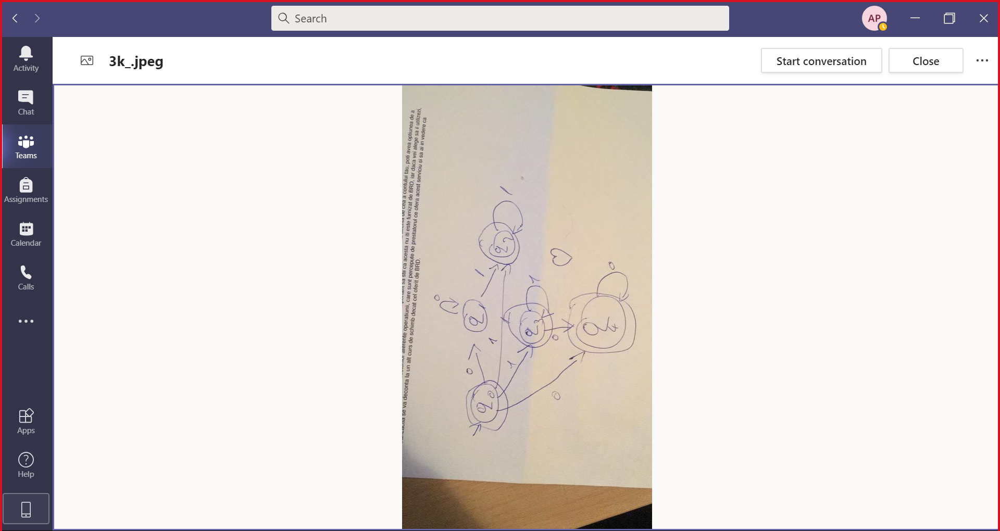 Search
AP
Activity
Chat
Teams
Assignments
Calendar
Calls
Apps
Help
3k_.jpeg
Start conversation
Close
de cea a contului tau, poti avea optiunea de a
sa stii ca acesta nu iti este furnizat de BRD, iar daca vei alege sa il utilizezi,
aferente operatiunii, care sunt percepute de prestatorul ce ofera acest serviciu si sa ai in vedere ca
se va deconta la un alt curs de schimb decat cel oferit de BRD.
1
q2
1
0
q1
1
1
q3
0
0
q4
0
1
q0
0